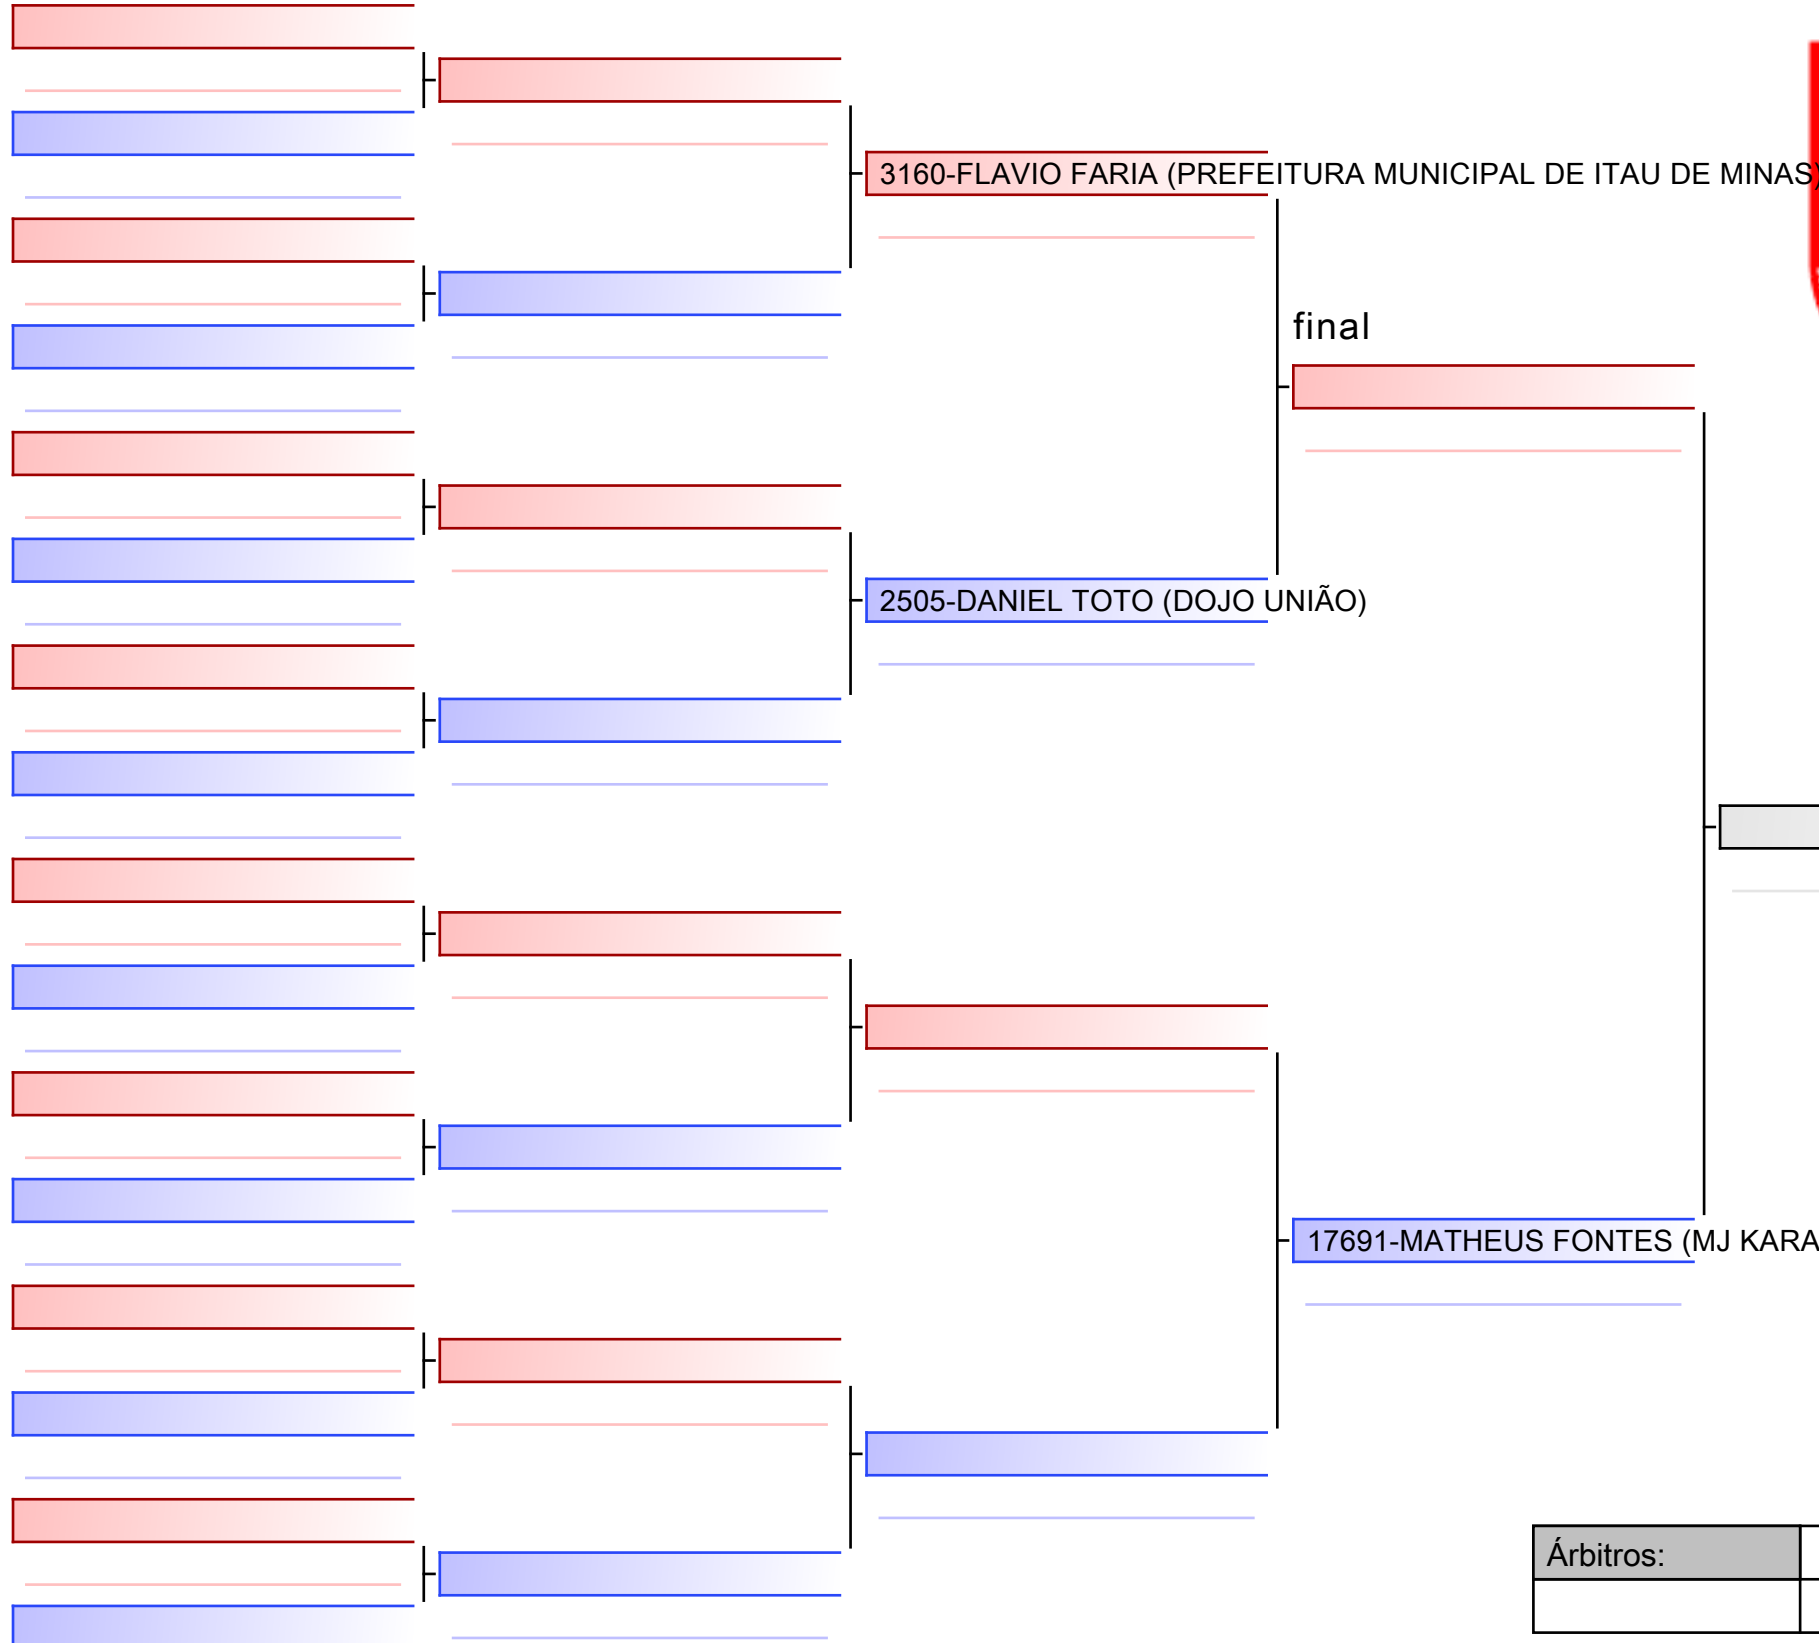 3160-FLAVIO FARIA (PREFEITURA MUNICIPAL DE ITAU DE MINAS)
final
2505-DANIEL TOTO (DOJO UNIÃO)
17691-MATHEUS FONTES (MJ KARA
Árbitros: